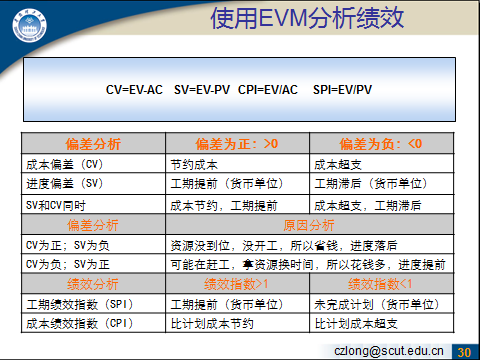 使用EVM分析绩效
CV=EV-AC SV=EV-PV CPI=EV/AC SPI=EV/PV
偏差分析 偏差为正：>0 偏差为负：<0
成本偏差（CV） 节约成本 成本超支
进度偏差（SV） 工期提前（货币单位） 工期滞后（货币单位）
SV和CV同时 成本节约，工期提前 成本超支，工期滞后
偏差分析 原因分析
CV为正；SV为负 资源没到位，没开工，所以省钱，进度落后
CV为负；SV为正 可能在赶工，拿资源换时间，所以花钱多，进度提前
绩效分析 绩效指数>1 绩效指数<1
工期绩效指数（SPI） 工期提前（货币单位） 未完成计划（货币单位）
成本绩效指数（CPI） 比计划成本节约 比计划成本超支
czlong@scut.edu.cn 30